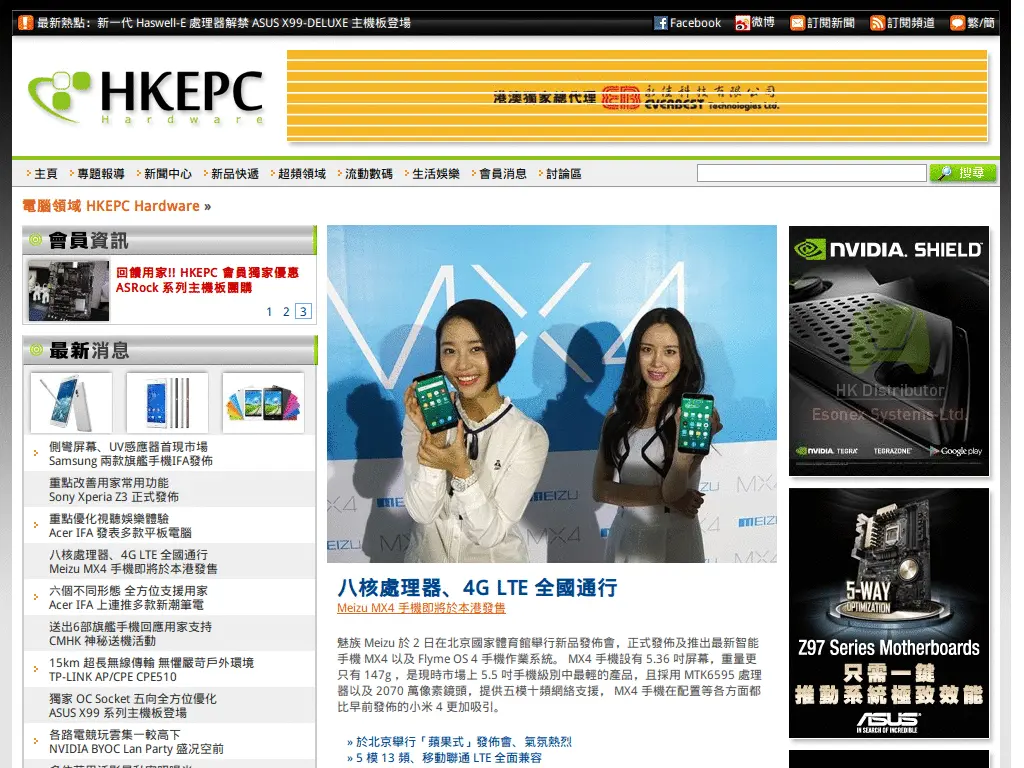 最新熱點：新一代 Haswell-E 處理器解禁 ASUS X99-DELUXE 主機板登場
Facebook 微博 訂閱新聞 訂閱頻道 繁/簡
HKEPC
Hardware
港澳獨家總代理 EB 永佳科技有限公司
EVERBEST Technologies Ltd.
主頁 專題報導 新聞中心 新品快遞 超頻領域 流動數碼 生活娛樂 會員消息 討論區
搜尋
電腦領域 HKEPC Hardware »
會員資訊
回饋用家!! HKEPC 會員獨家優惠
ASRock 系列主機板團購
1 2 3
最新消息
側彎屏幕、UV感應器首現市場
Samsung 兩款旗艦手機IFA發佈
重點改善用家常用功能
Sony Xperia Z3 正式發佈
重點優化視聽娛樂體驗
Acer IFA 發表多款平板電腦
八核處理器、4G LTE 全國通行
Meizu MX4 手機即將於本港發售
六個不同形態 全方位支援用家
Acer IFA 上連推多款新潮筆電
送出6部旗艦手機回應用家支持
CMHK 神秘送機活動
15km 超長無線傳輸 無懼嚴苛戶外環境
TP-LINK AP/CPE CPE510
獨家 OC Socket 五向全方位優化
ASUS X99 系列主機板登場
各路電競玩雲集一較高下
NVIDIA BYOC Lan Party 盛况空前
MX4
MX4
MEIZU
MX4
MEIZU
MX4
MEIZU
八核處理器、4G LTE 全國通行
Meizu MX4 手機即將於本港發售
魅族 Meizu 於 2 日在北京國家體育館舉行新品發佈會，正式發佈及推出最新智能
手機 MX4 以及 Flyme OS 4 手機作業系統。 MX4 手機設有 5.36 吋屏幕，重量更
只有 147g ，是現時市場上 5.5 吋手機級別中最輕的產品，且採用 MTK6595 處理
器以及 2070 萬像素鏡頭，提供五模十頻網絡支援， MX4 手機在配置等各方面都
比早前發佈的小米 4 更加吸引。
» 於北京舉行「蘋果式」發佈會、氣氛熱烈
» 5 模 13 頻、移動聯通 LTE 全面兼容
NVIDIA. SHIELD
HK Distributor
Esonex Systems Ltd.
NVIDIA. TEGRA TEGRAZONE Google play
5-WAY
OPTIMIZATION
Z97 Series Motherboards
只需一鍵
推動系統極致效能
ASUS
IN SEARCH OF INCREDIBLE